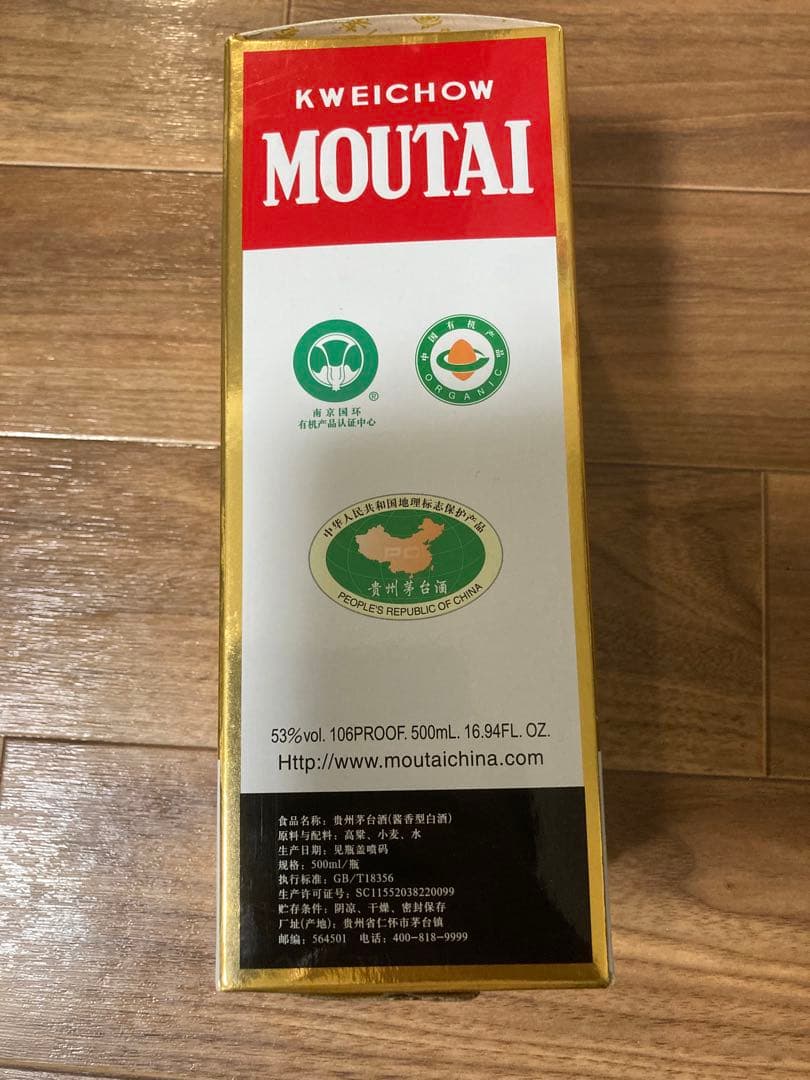 KWEICHOW
MOUTAI
南京国环
有机产品认证中心
®
中国有机产品
ORGANIC
中华人民共和国地理标志保护产品
贵州茅台酒
PEOPLE'S REPUBLIC OF CHINA
53%vol. 106PROOF. 500mL. 16.94FL. OZ.
Http://www.moutaichina.com
食品名称: 贵州茅台酒(酱香型白酒)
原料与配料: 高粱、小麦、水
生产日期: 见瓶盖喷码
规格: 500ml/瓶
执行标准: GB/T18356
生产许可证号: SC11552038220099
贮存条件: 阴凉、干燥、密封保存
厂址(产地): 贵州省仁怀市茅台镇
邮编: 564501 电话: 400-818-9999